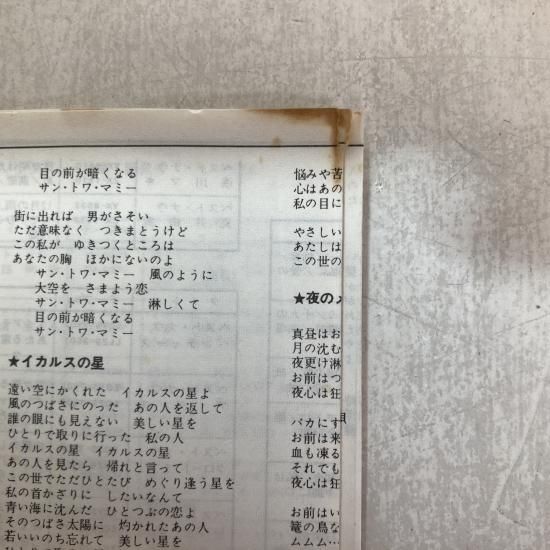 目の前が暗くなる
サン・トワ・マミー
街に出れば 男がさそい
ただ意味なく つきまとうけど
この私が ゆきつくところは
あなたの胸 ほかにないのよ
サン・トワ・マミー 風のように
大空を さまよう恋
サン・トワ・マミー 淋しくて
目の前が暗くなる
サン・トワ・マミー
★イカルスの星
遠い空にかくれた イカルスの星よ
風のつばさにのった あの人を返して
誰の眼にも見えない 美しい星を
ひとりで取りに行った 私の人
イカルスの星 イカルスの星
あの人を見たら 帰れと言って
この世でただひとたび めぐり逢う星を
私の首かざりに したいなんて
青い海に沈んだ ひとつぶの恋よ
そのつばさ太陽に 灼かれたあの人
若いいのち忘れて 美しい星を
悩みや苦
心はあの
私の目に
やさしい
あたしは
この世の
★夜の
真昼はお
月の沈む
夜更け淋
お前はつ
夜心は狂
バカにす
お前は来
血も凍る
それでも
夜心は狂
お前はい
篭の鳥な
ムムム…